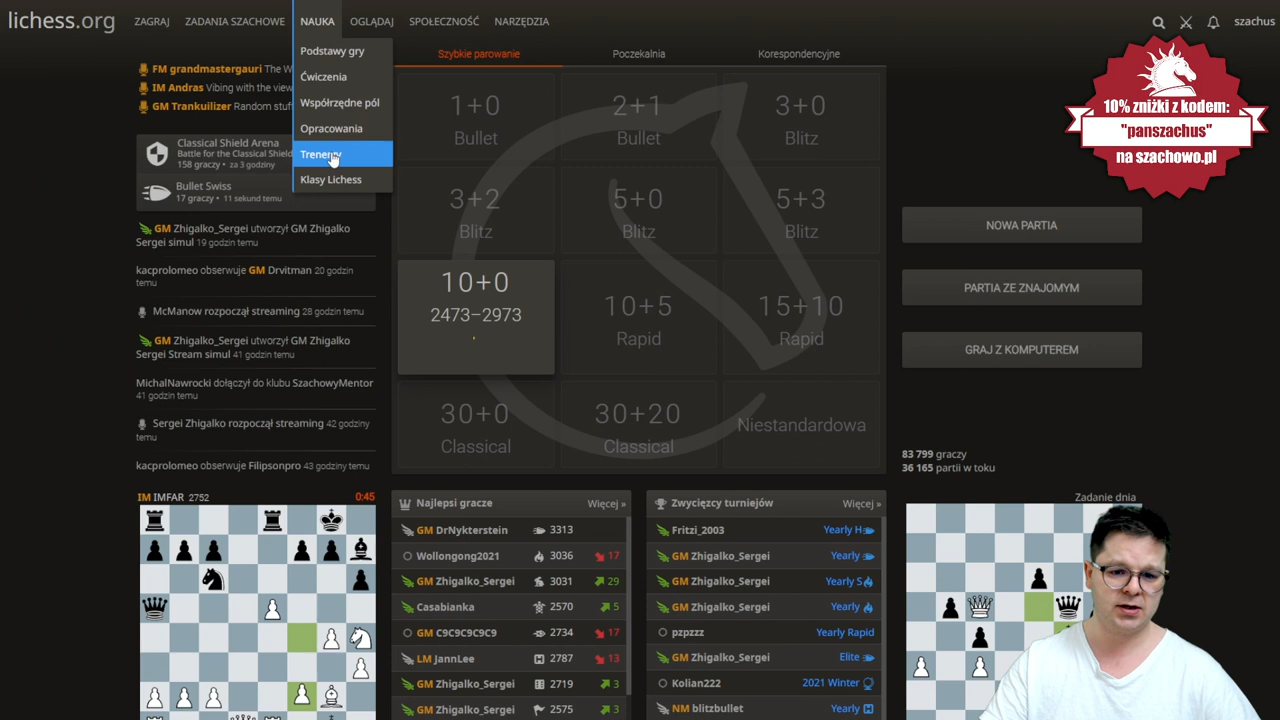 lichess.org
ZAGRAJ
ZADANIA SZACHOWE
NAUKA
OGLĄDAJ
SPOŁECZNOŚĆ
NARZĘDZIA
szachus
Podstawy gry
Ćwiczenia
Współrzędne pól
Opracowania
Trenerzy
Klasy Lichess
FM grandmastergauri The W
IM Andras Vibing with the view
GM Trankuilizer Random stuf
Classical Shield Arena
Battle for the Classical Shield
158 graczy • za 3 godziny
Bullet Swiss
17 graczy • 11 sekund temu
GM Zhigalko_Sergei utworzył GM Zhigalko
Sergei simul 19 godzin temu
kacprolomeo obserwuje GM Drvitman 20 godzin
temu
McManow rozpoczął streaming 28 godzin temu
GM Zhigalko_Sergei utworzył GM Zhigalko
Sergei Stream simul 41 godzin temu
MichalNawrocki dołączył do klubu SzachowyMentor
41 godzin temu
Sergei Zhigalko rozpoczął streaming 42 godziny
temu
kacprolomeo obserwuje Filipsonpro 43 godziny temu
Szybkie parowanie
Poczekalnia
Korespondencyjne
1+0
Bullet
2+1
Bullet
3+0
Blitz
3+2
Blitz
5+0
Blitz
5+3
Blitz
10+0
2473–2973
10+5
Rapid
15+10
Rapid
30+0
Classical
30+20
Classical
Niestandardowa
10% zniżki z kodem:
"panszachus"
na szachowo.pl
NOWA PARTIA
PARTIA ZE ZNAJOMYM
GRAJ Z KOMPUTEREM
83 799 graczy
36 165 partii w toku
IM IMFAR 2752
0:45
Najlepsi gracze
Więcej »
GM DrNykterstein 3313
Wollongong2021 3036 17
GM Zhigalko_Sergei 3031 29
Casabianka 2570 5
GM C9C9C9C9C9 2734 17
LM JannLee 2787 13
GM Zhigalko_Sergei 2719 3
GM Zhigalko_Sergei 2575 3
Zwycięzcy turniejów
Więcej »
Fritzi_2003 Yearly H
GM Zhigalko_Sergei Yearly
GM Zhigalko_Sergei Yearly S
GM Zhigalko_Sergei Yearly
pzpzzz Yearly Rapid
GM Zhigalko_Sergei Elite
Kolian222 2021 Winter
NM blitzbullet Yearly
Zadanie dnia